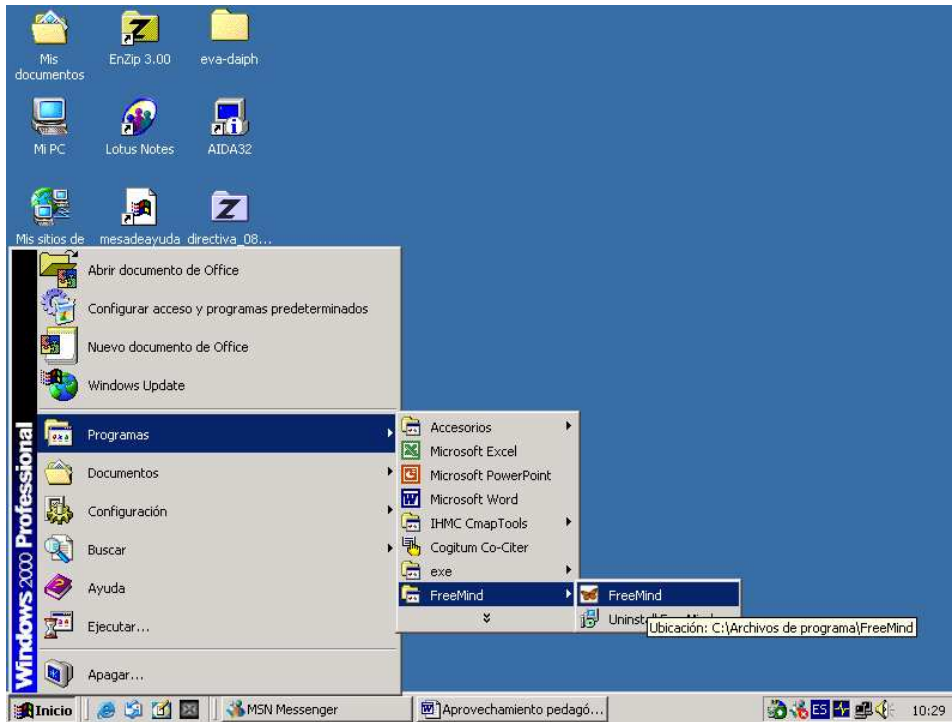 Mis documentos
EnZip 3.00
eva-daiph
Mi PC
Lotus Notes
AIDA32
Mis sitios de
mesadeayuda
directiva_08...
Windows 2000 Professional
Abrir documento de Office
Configurar acceso y programas predeterminados
Nuevo documento de Office
Windows Update
Programas
Documentos
Configuración
Buscar
Ayuda
Ejecutar...
Apagar...
Accesorios
Microsoft Excel
Microsoft PowerPoint
Microsoft Word
IHMC CmapTools
Cogitum Co-Citer
exe
FreeMind
FreeMind
Ubicación: C:\Archivos de programa\FreeMind
Inicio
MSN Messenger
Aprovechamiento pedagó...
ES
10:29